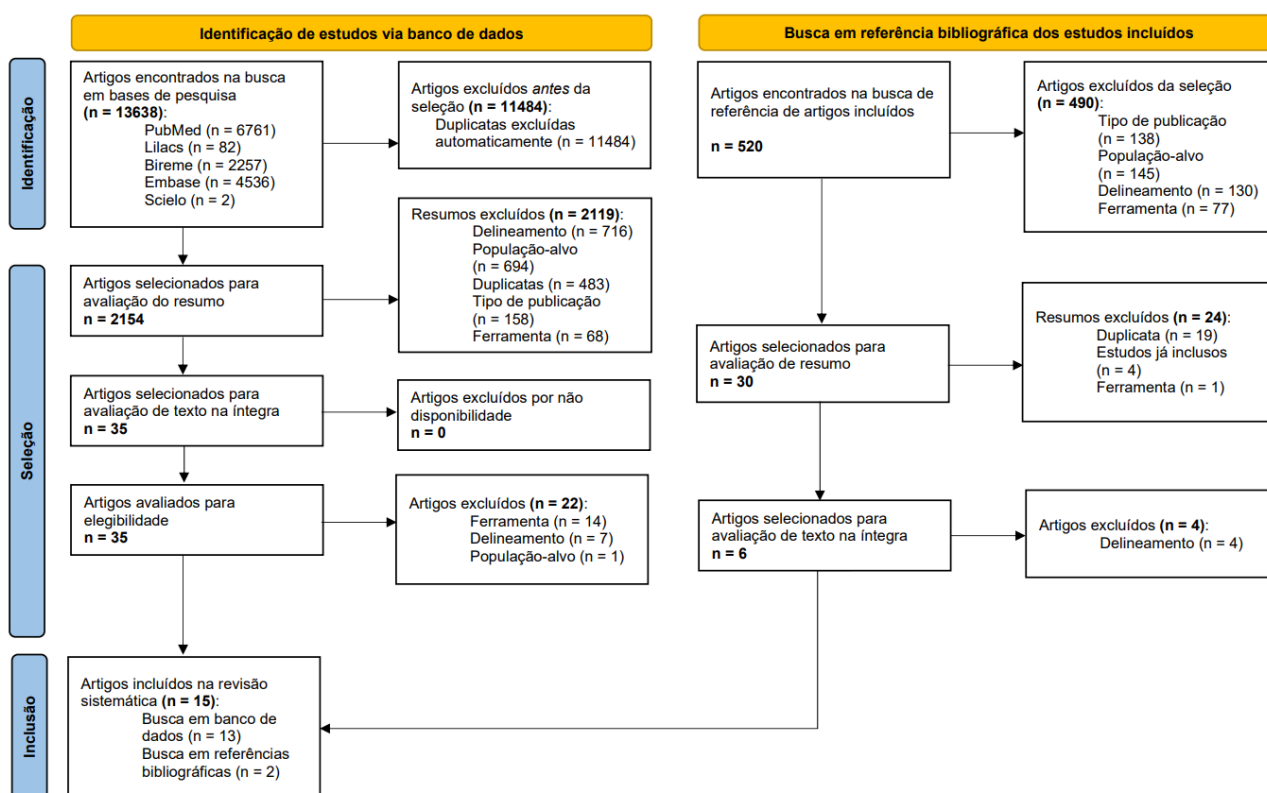 Identificação de estudos via banco de dados
Identificação
Artigos encontrados na busca
em bases de pesquisa
(n = 13638)
PubMed (n = 6761)
Lilacs (n = 82)
Bireme (n = 2257)
Embase (n = 4536)
Scielo (n = 2)
Artigos excluídos antes da
seleção (n = 11484):
Duplicatas excluídas
automaticamente (n = 11484)
Seleção
Artigos selecionados para
avaliação do resumo
n = 2154
Resumos excluídos (n = 2119):
Delineamento (n = 716)
População-alvo
(n = 694)
Duplicatas (n = 483)
Tipo de publicação
(n = 158)
Ferramenta (n = 68)
Artigos selecionados para
avaliação de texto na íntegra
n = 35
Artigos excluídos por não
disponibilidade
n = 0
Artigos avaliados para
elegibilidade
n = 35
Artigos excluídos (n = 22):
Ferramenta (n = 14)
Delineamento (n = 7)
População-alvo (n = 1)
Busca em referência bibliográfica dos estudos incluídos
Artigos encontrados na busca de
referência de artigos incluídos
n = 520
Artigos excluídos da seleção
(n = 490):
Tipo de publicação
(n = 138)
População-alvo
(n = 145)
Delineamento (n = 130)
Ferramenta (n = 77)
Artigos selecionados para
avaliação de resumo
n = 30
Resumos excluídos (n = 24):
Duplicata (n = 19)
Estudos já inclusos
(n = 4)
Ferramenta (n = 1)
Artigos selecionados para
avaliação de texto na íntegra
n = 6
Artigos excluídos (n = 4):
Delineamento (n = 4)
Inclusão
Artigos incluídos na revisão
sistemática (n = 15):
Busca em banco de
dados (n = 13)
Busca em referências
bibliográficas (n = 2)